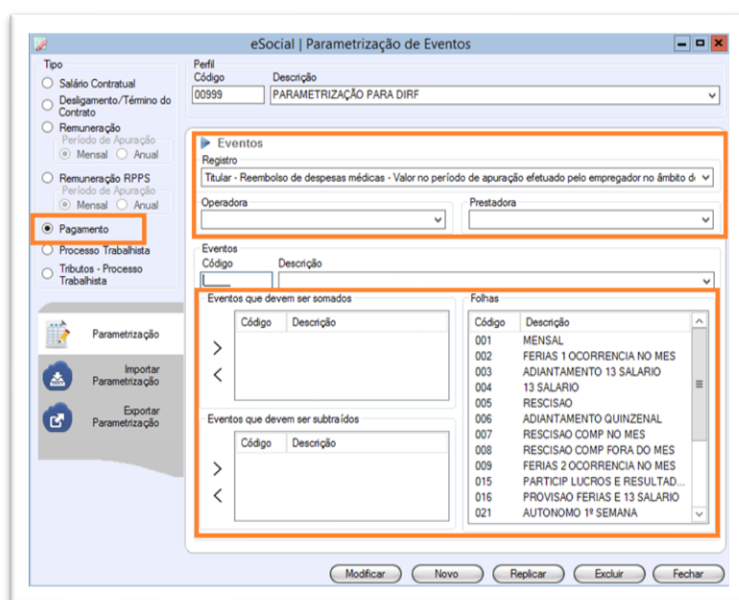 eSocial | Parametrização de Eventos
Tipo
Salário Contratual
Desligamento/Término do
Contrato
Remuneração
Período de Apuração
Mensal Anual
Remuneração RPPS
Período de Apuração
Mensal Anual
Pagamento
Processo Trabalhista
Tributos - Processo
Trabalhista
Parametrização
Importar
Parametrização
Exportar
Parametrização
Perfil
Código Descrição
00999 PARAMETRIZAÇÃO PARA DIRF
Eventos
Registro
Titular - Reembolso de despesas médicas - Valor no período de apuração efetuado pelo empregador no âmbito d
Operadora Prestadora
Eventos
Código Descrição
Eventos que devem ser somados
Código Descrição
Eventos que devem ser subtraídos
Código Descrição
Folhas
Código Descrição
001 MENSAL
002 FERIAS 1 OCORRENCIA NO MES
003 ADIANTAMENTO 13 SALARIO
004 13 SALARIO
005 RESCISAO
006 ADIANTAMENTO QUINZENAL
007 RESCISAO COMP NO MES
008 RESCISAO COMP FORA DO MES
009 FERIAS 2 OCORRENCIA NO MES
015 PARTICIP LUCROS E RESULTAD...
016 PROVISAO FERIAS E 13 SALARIO
021 AUTONOMO 1ª SEMANA
Modificar Novo Replicar Excluir Fechar